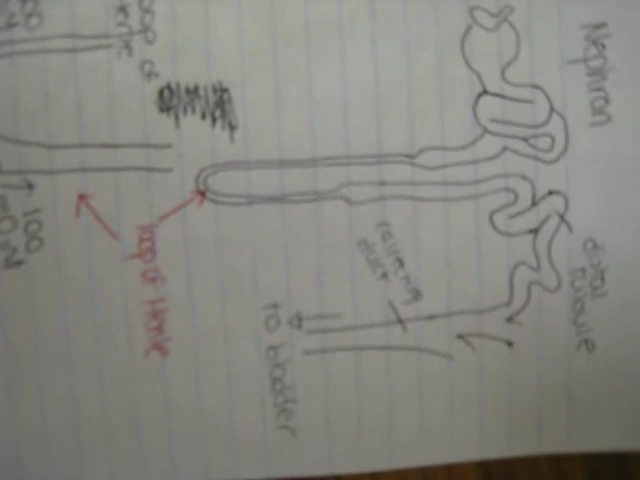 Nephron
distal
tubule
collecting
duct
to bladder
loop of Henle
loop of
100